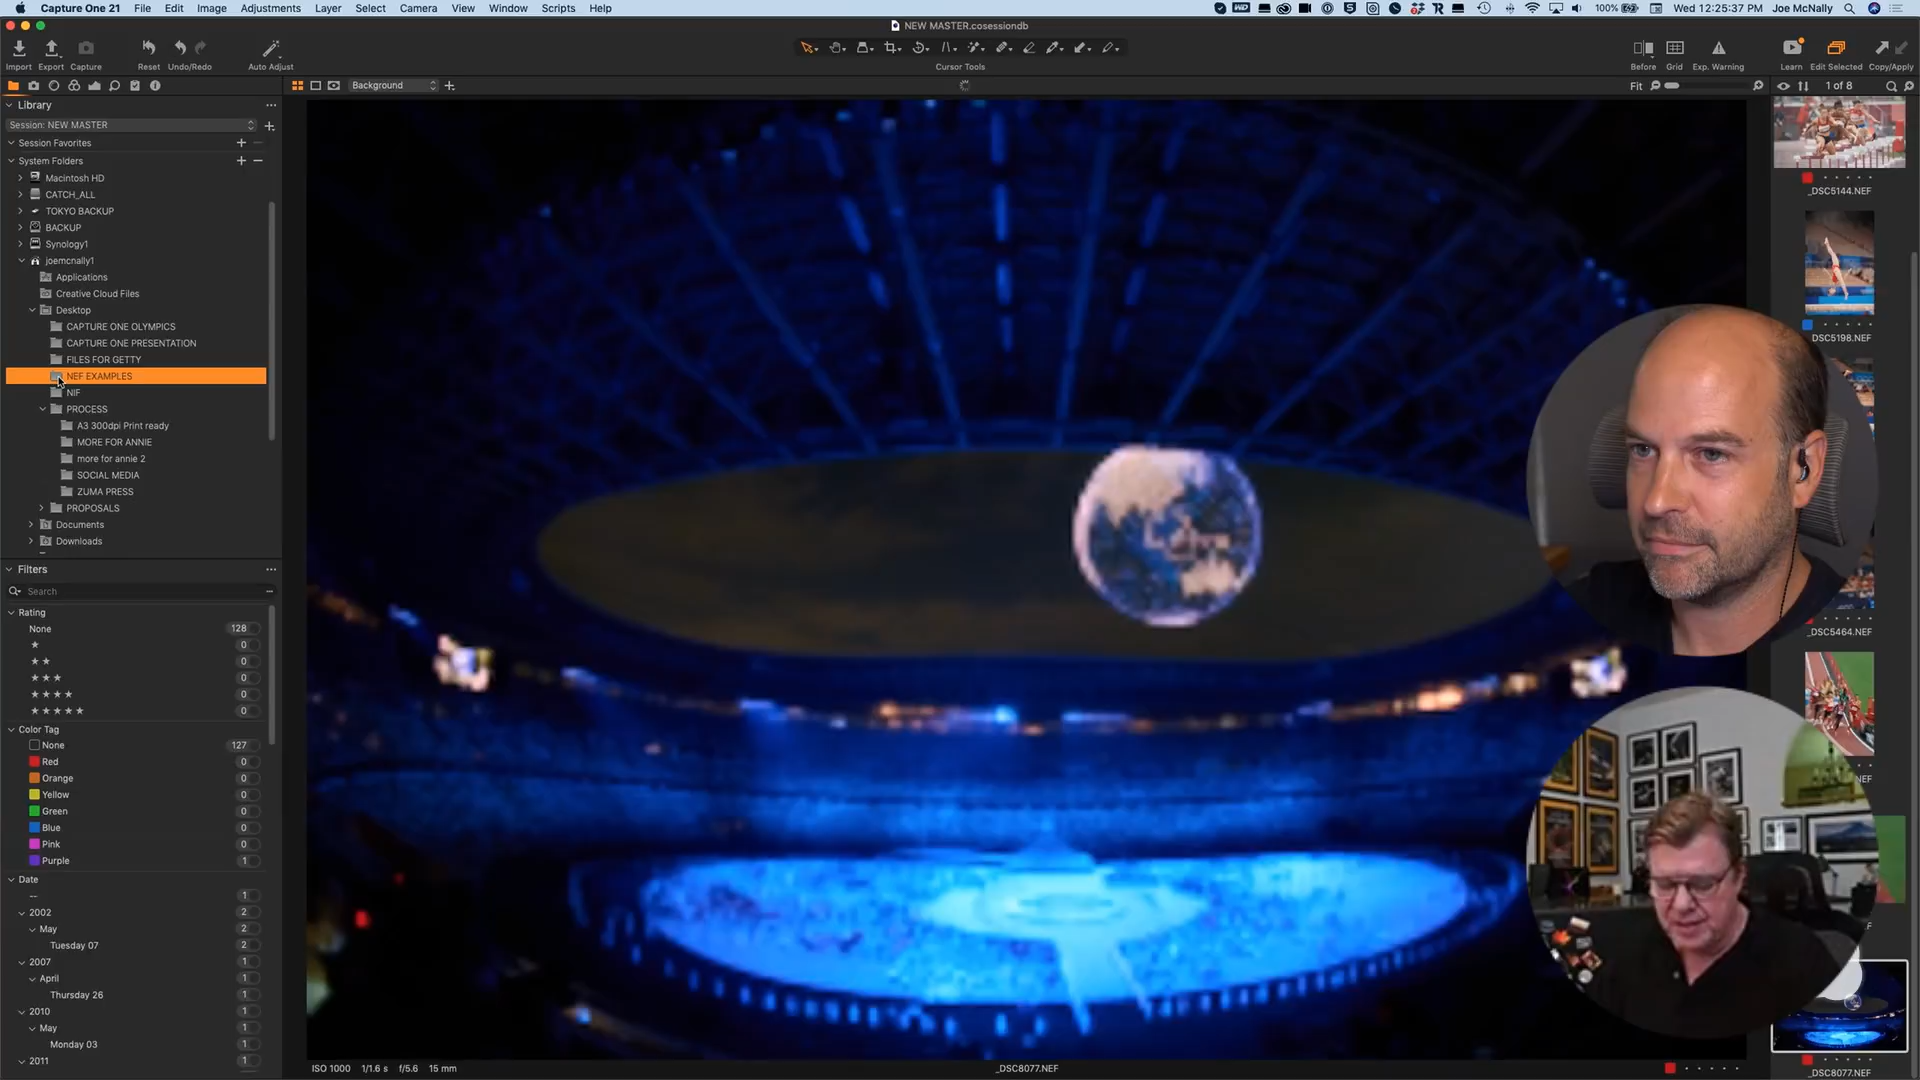 Capture One 21 File Edit Image Adjustments Layer Select Camera View Window Scripts Help 100% Wed 12:25:37 PM Joe McNally
NEW MASTER.cosessiondb
Import Export Capture Reset Undo/Redo Auto Adjust Cursor Tools Before Grid Exp. Warning Learn Edit Selected Copy/Apply
Background Fit 1 of 8
Library
Session: NEW MASTER
Session Favorites
System Folders
Macintosh HD
CATCH_ALL
TOKYO BACKUP
BACKUP
Synology1
joemcnally1
Applications
Creative Cloud Files
Desktop
CAPTURE ONE OLYMPICS
CAPTURE ONE PRESENTATION
FILES FOR GETTY
NEF EXAMPLES
NIF
PROCESS
A3 300dpi Print ready
MORE FOR ANNIE
more for annie 2
SOCIAL MEDIA
ZUMA PRESS
PROPOSALS
Documents
Downloads
Filters
Search
Rating
None 128
★ 0
★ ★ 0
★ ★ ★ 0
★ ★ ★ ★ 0
★ ★ ★ ★ ★ 0
Color Tag
None 127
Red 0
Orange 0
Yellow 0
Green 0
Blue 0
Pink 0
Purple 1
Date
-- 1
2002 2
May 2
Tuesday 07 2
2007 1
April 1
Thursday 26 1
2010 1
May 1
Monday 03 1
2011 1
ISO 1000 1/1.6 s f/5.6 15 mm
_DSC8077.NEF
_DSC5144.NEF
_DSC5198.NEF
_DSC5464.NEF
_DSC8077.NEF